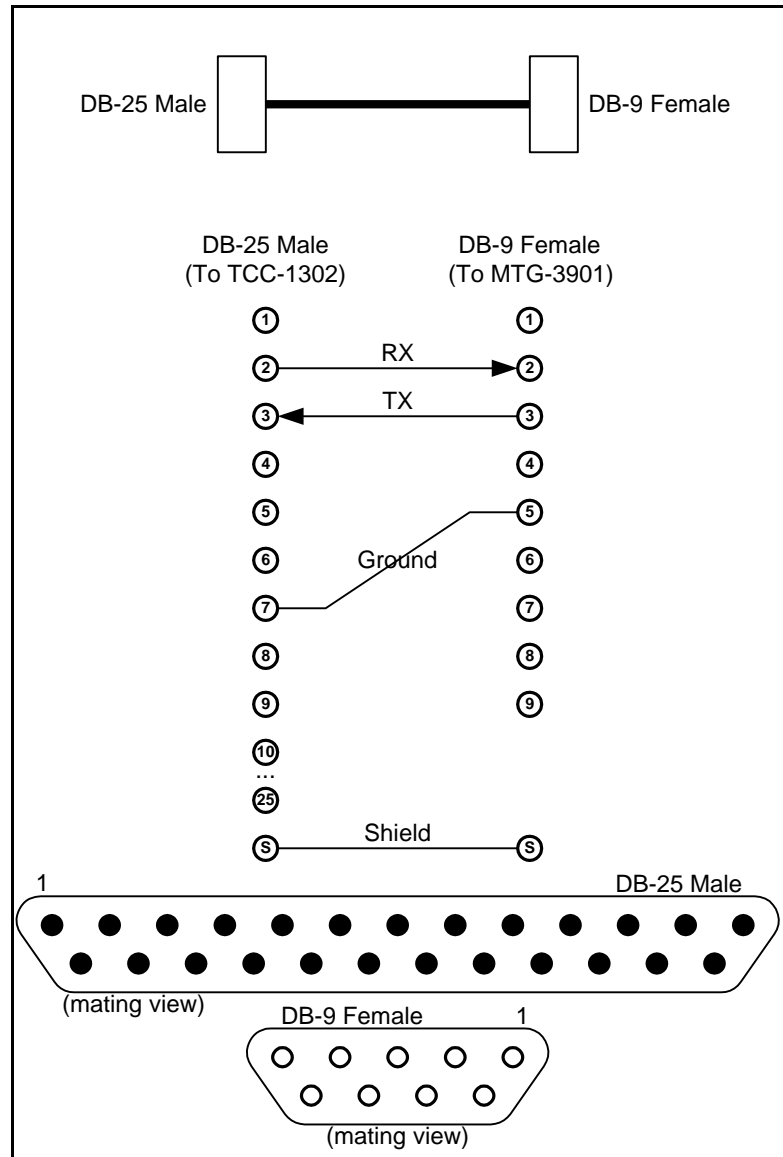 DB-25 Male DB-9 Female
DB-25 Male
(To TCC-1302)
DB-9 Female
(To MTG-3901)
1 1
2 RX 2
3 TX 3
4 4
5 5
6 Ground 6
7 7
8 8
9 9
10
...
25
S Shield S
1 DB-25 Male
(mating view)
DB-9 Female 1
(mating view)